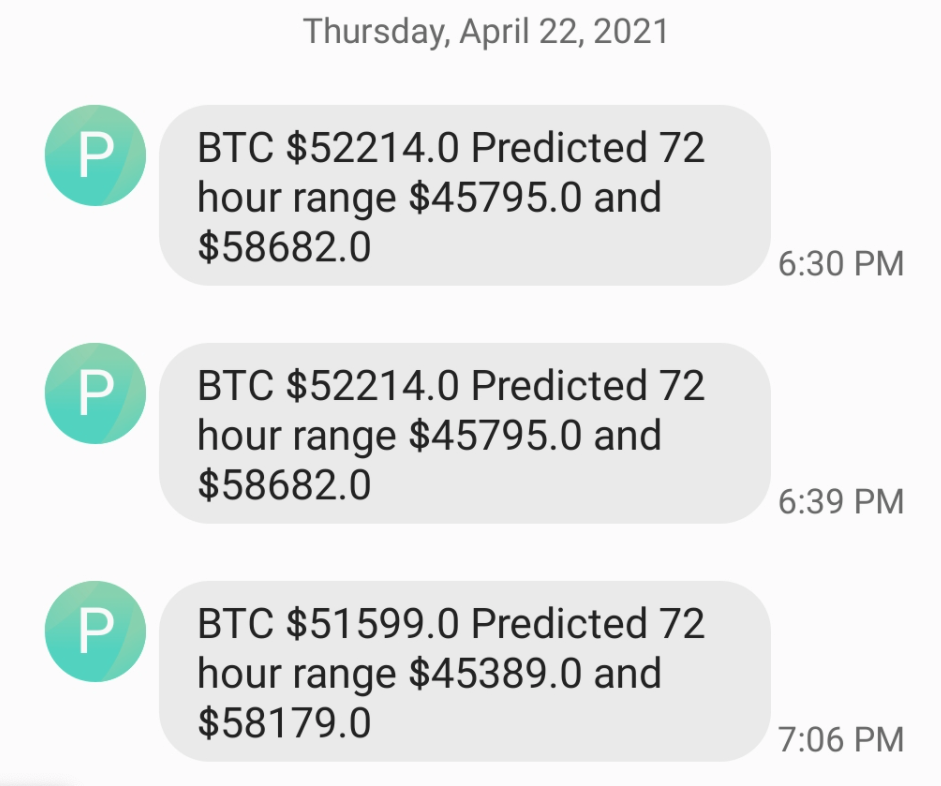 Thursday, April 22, 2021
P
BTC $52214.0 Predicted 72
hour range $45795.0 and
$58682.0
6:30 PM
P
BTC $52214.0 Predicted 72
hour range $45795.0 and
$58682.0
6:39 PM
P
BTC $51599.0 Predicted 72
hour range $45389.0 and
$58179.0
7:06 PM